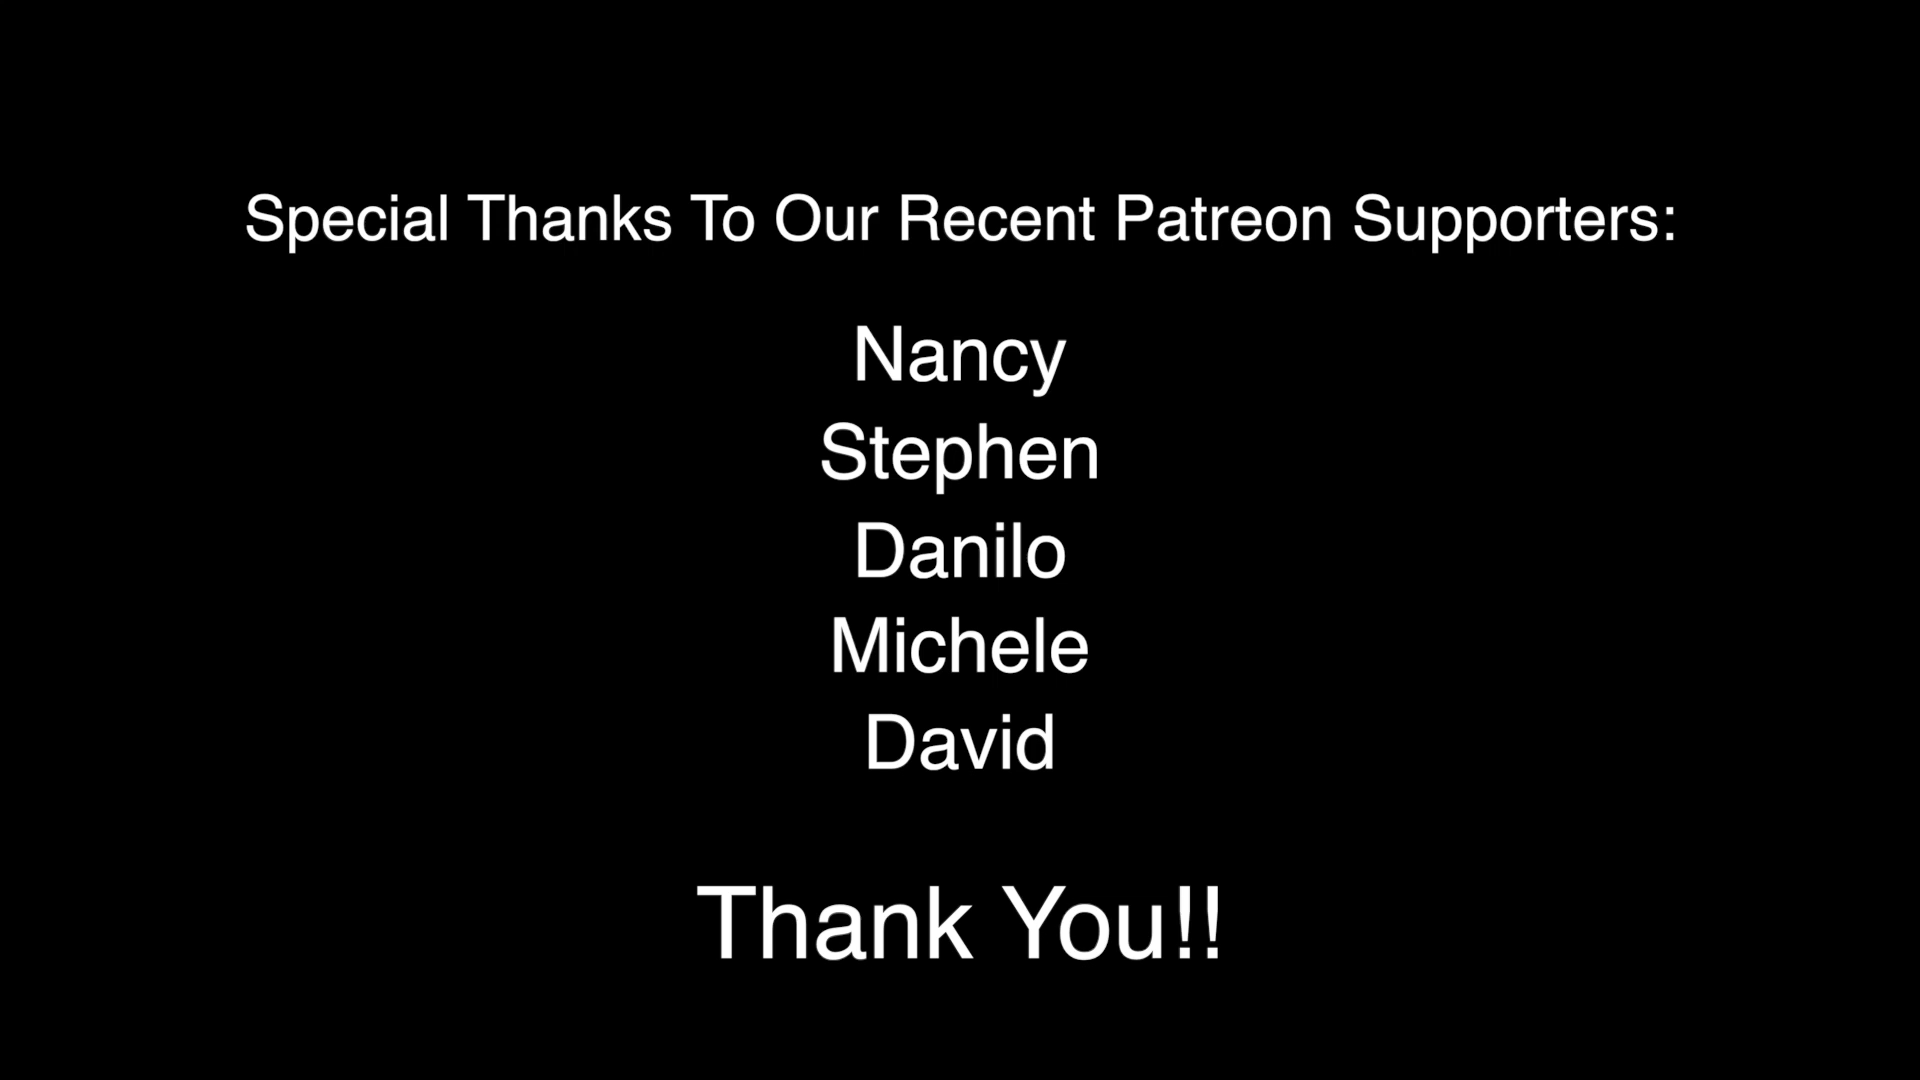 Special Thanks To Our Recent Patreon Supporters:
Nancy
Stephen
Danilo
Michele
David
Thank You!!